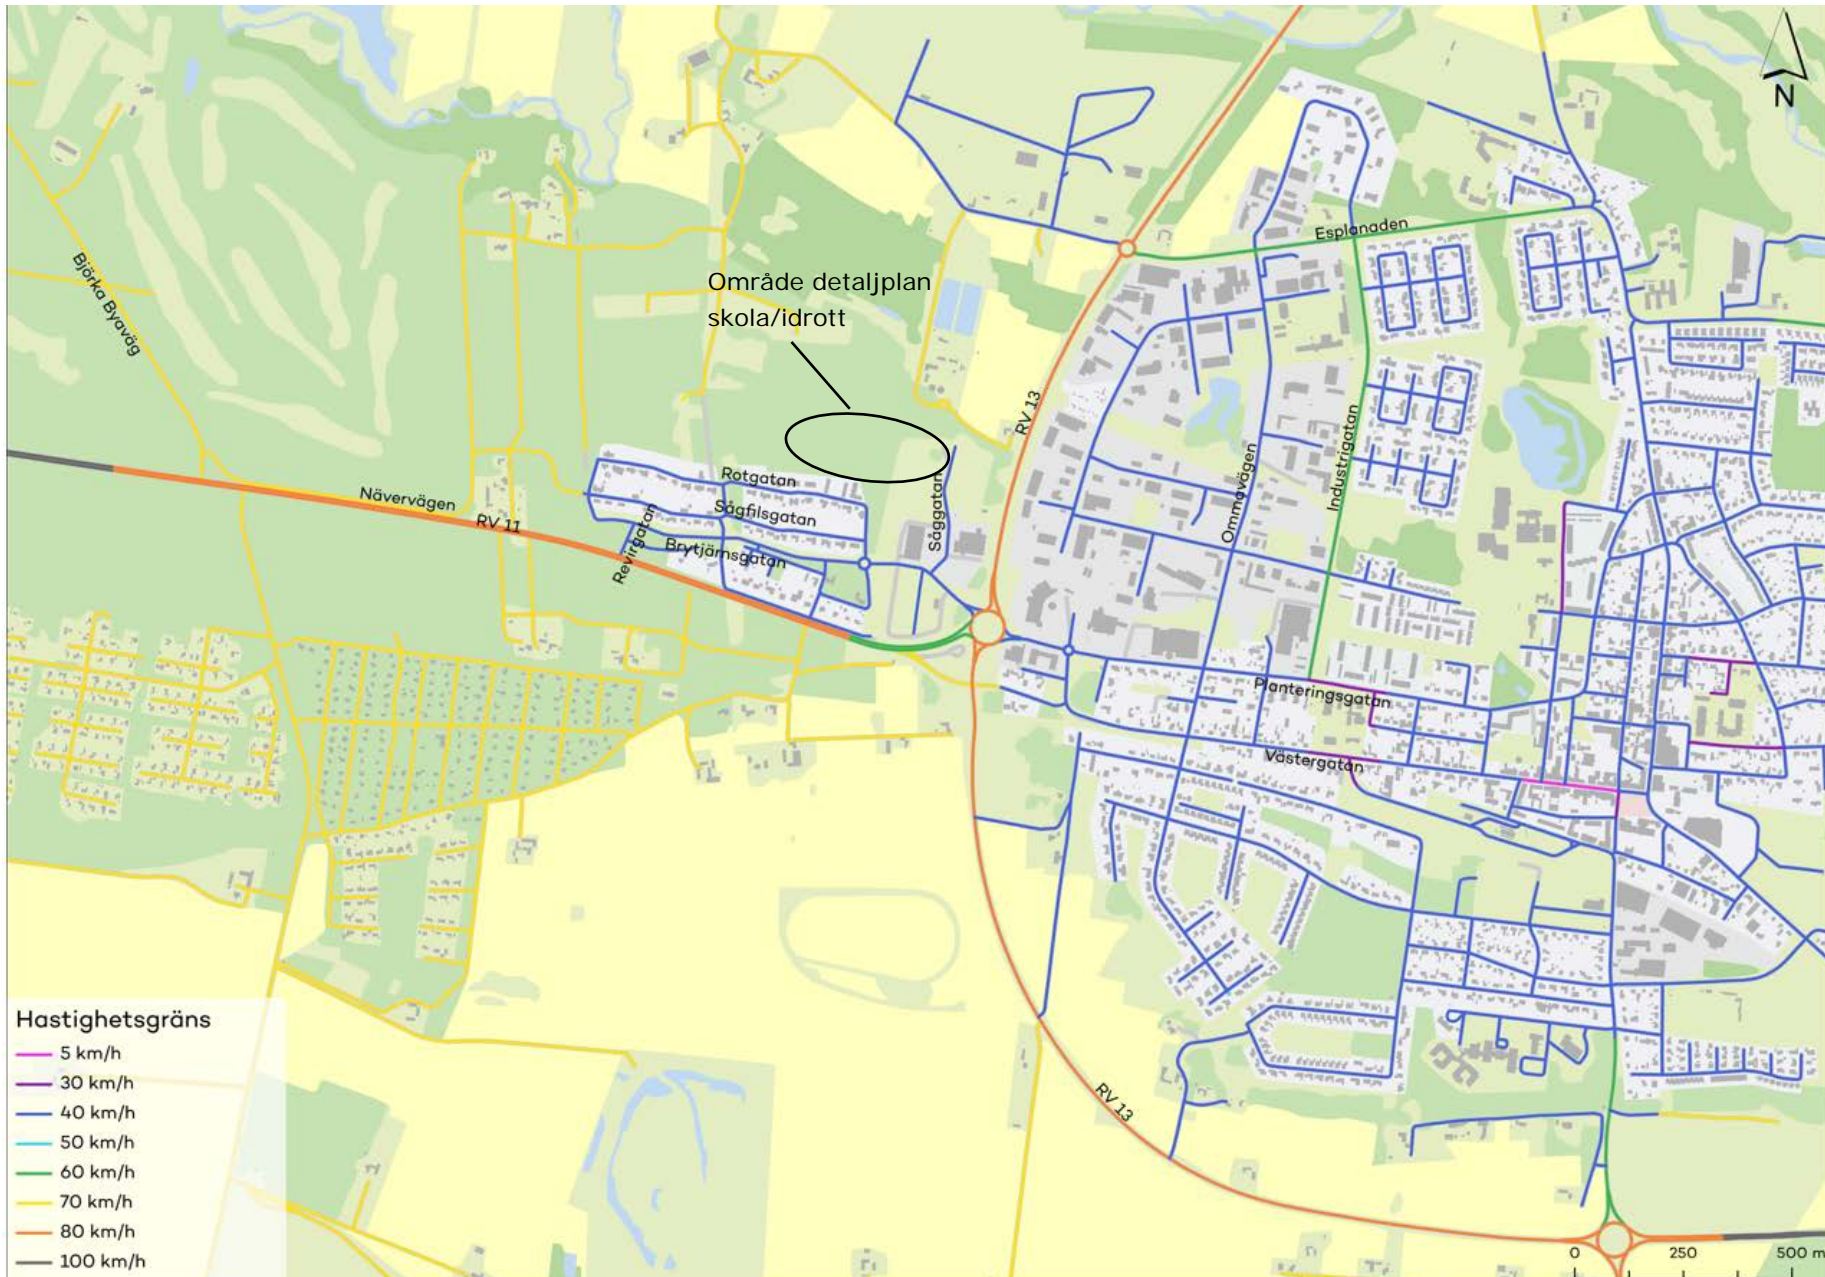 N
Esplanaden
Björka Byaväg
Område detaljplan
skola/idrott
RV 13
Ommavägen
Industrigatan
Nävervägen
RV 11
Rotgatan
Sågfilsgatan
Revirgatan
Brytjärnsgatan
Såggatan
Planteringsgatan
Västergatan
RV 13
Hastighetsgräns
5 km/h
30 km/h
40 km/h
50 km/h
60 km/h
70 km/h
80 km/h
100 km/h
0 250 500 m